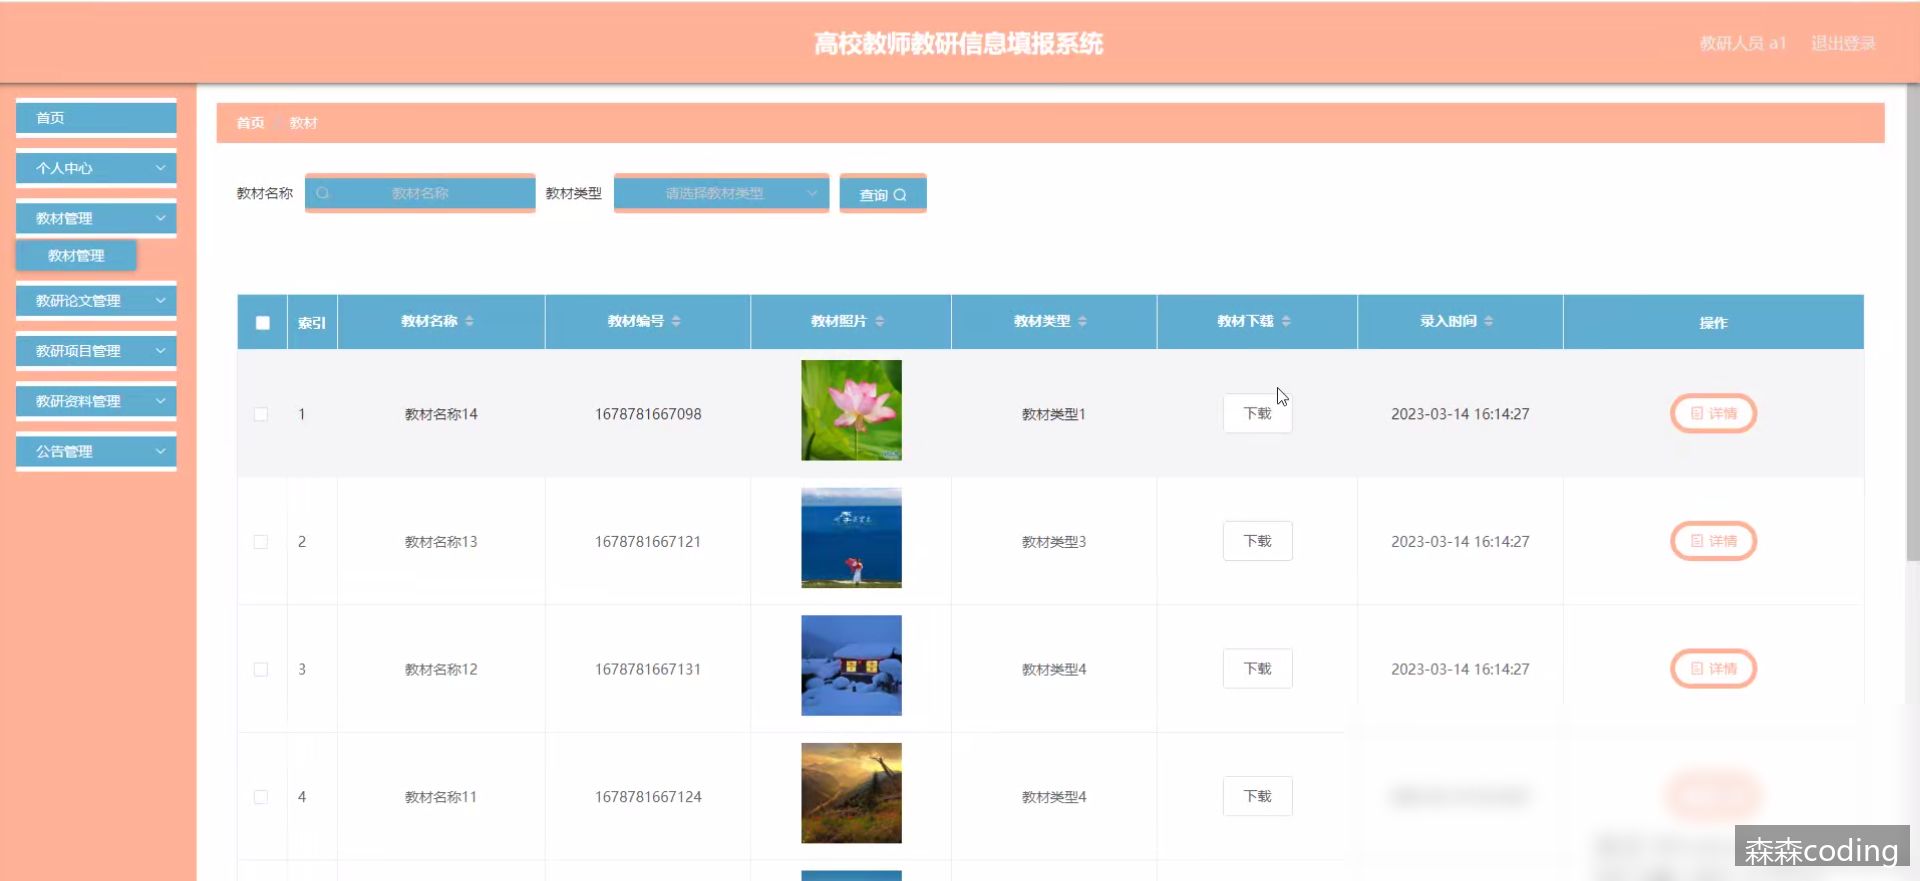 高校教师教研信息填报系统
教研人员 a1 退出登录
首页
个人中心
教材管理
教材管理
教研论文管理
教研项目管理
教研资料管理
公告管理
首页 教材
教材名称 教材名称 教材类型 请选择教材类型 查询
索引 教材名称 教材编号 教材照片 教材类型 教材下载 录入时间 操作
1 教材名称14 1678781667098 教材类型1 下载 2023-03-14 16:14:27 详情
2 教材名称13 1678781667121 教材类型3 下载 2023-03-14 16:14:27 详情
3 教材名称12 1678781667131 教材类型4 下载 2023-03-14 16:14:27 详情
4 教材名称11 1678781667124 教材类型4 下载
森森coding